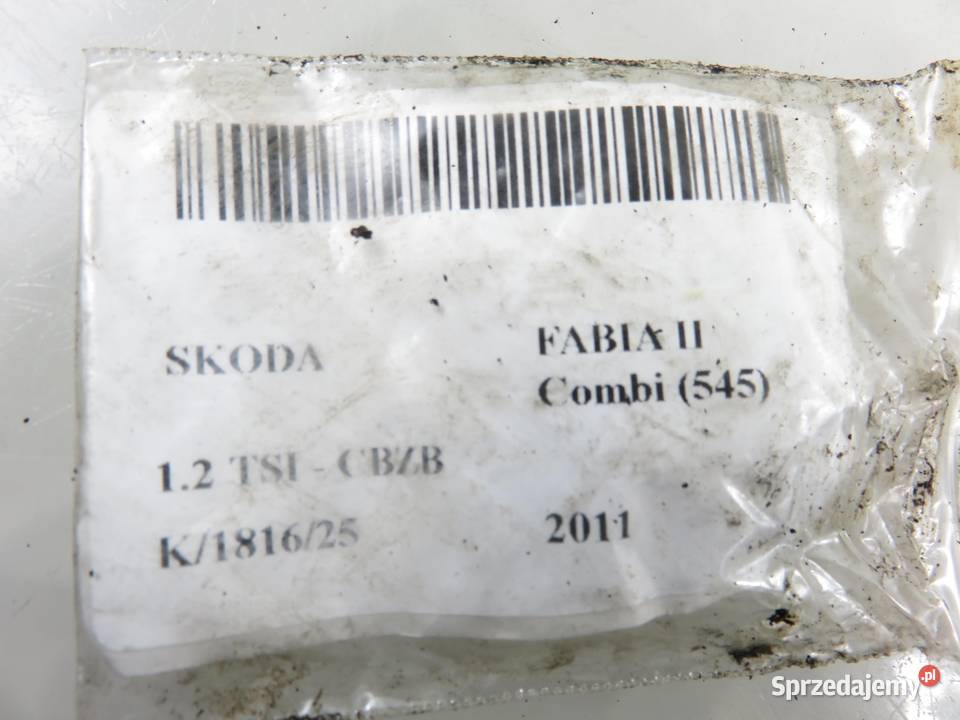 SKODA
FABIA II
Combi (545)
1.2 TSI - CBZB
K/1816/25
2011
Sprzedajemy.pl